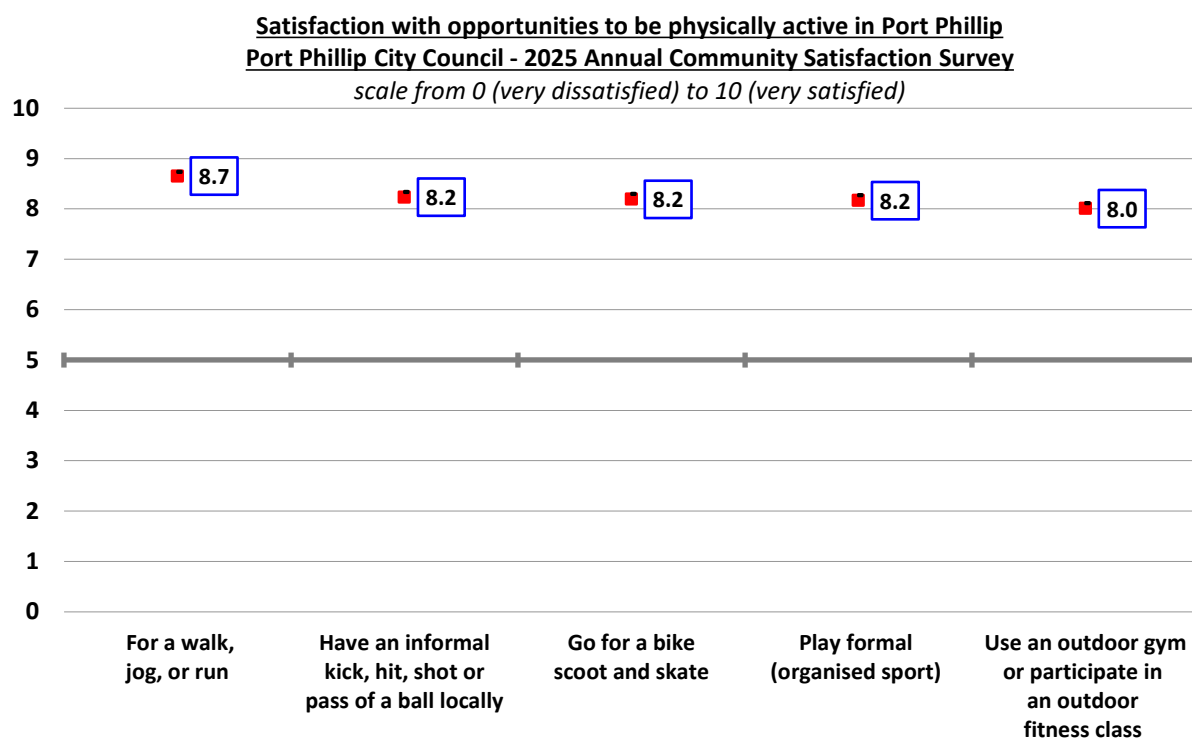 Satisfaction with opportunities to be physically active in Port Phillip
Port Phillip City Council - 2025 Annual Community Satisfaction Survey
scale from 0 (very dissatisfied) to 10 (very satisfied)
10
9
8
7
6
5
4
3
2
1
0
8.7
8.2
8.2
8.2
8.0
For a walk,
jog, or run
Have an informal
kick, hit, shot or
pass of a ball locally
Go for a bike
scoot and skate
Play formal
(organised sport)
Use an outdoor gym
or participate in
an outdoor
fitness class